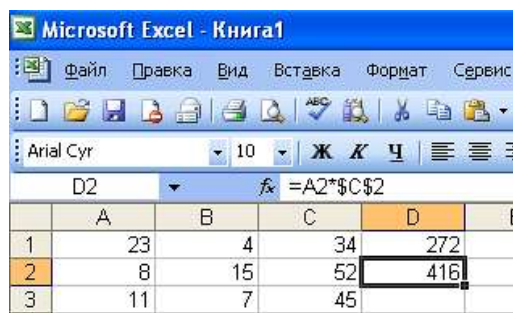 Microsoft Excel - Книга1
Файл Правка Вид Вставка Формат Сервис
ABC
Arial Cyr 10 Ж К Ч
D2 fx =A2*$C$2
A B C D
1 23 4 34 272
2 8 15 52 416
3 11 7 45